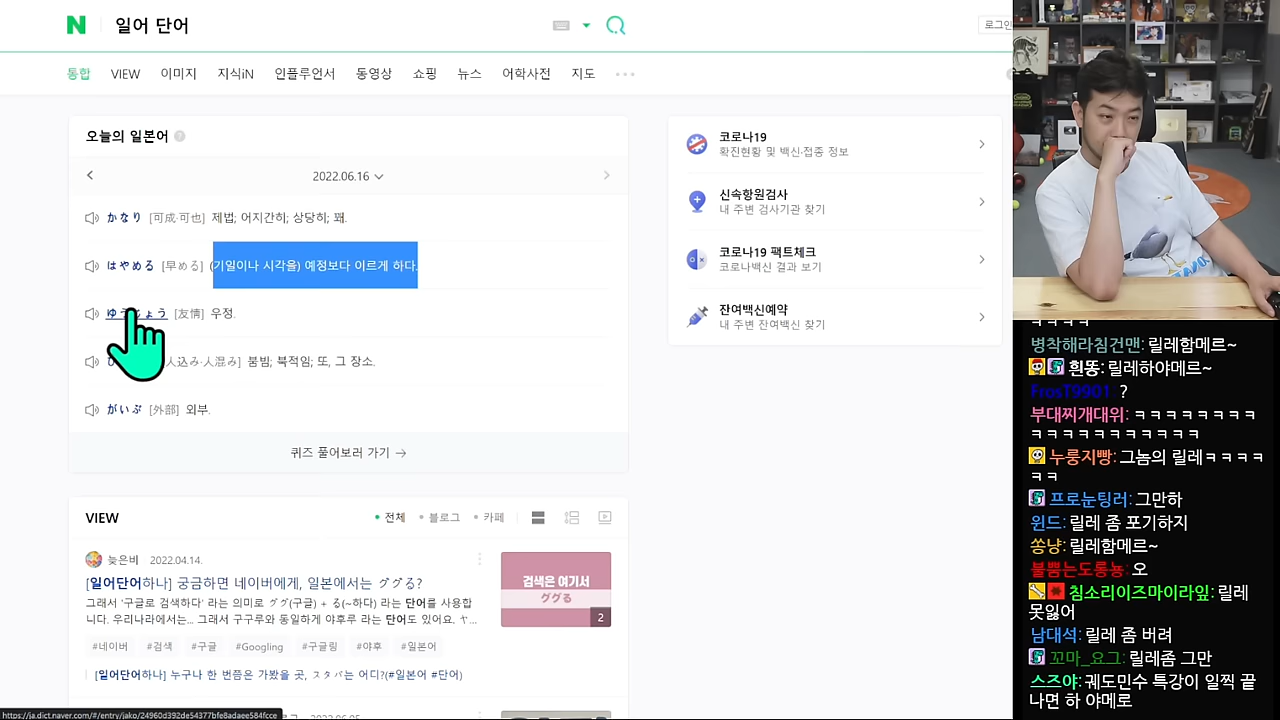 N 일어 단어
로그인
통합 VIEW 이미지 지식iN 인플루언서 동영상 쇼핑 뉴스 어학사전 지도
오늘의 일본어
2022.06.16
かなり [可成·可也] 제법; 어지간히; 상당히; 꽤.
はやめる [早める] (기일이나 시각을) 예정보다 이르게 하다.
[友情] 우정.
人込み·人混み] 붐빔; 북적임; 또, 그 장소.
がいぶ [外部] 외부.
퀴즈 풀어보러 가기 →
코로나19
확진현황 및 백신·접종 정보
신속항원검사
내 주변 검사기관 찾기
코로나19 팩트체크
코로나백신 결과 보기
잔여백신예약
내 주변 잔여백신 찾기
VIEW
전체 블로그 카페
늦은비 2022.04.14.
[일어단어하나] 궁금하면 네이버에게, 일본은
그래서 '구글로 검색하다' 라는 의미로 ググ(구글) + る(~하다) 라는 단어를 사용합
니다. 우리나라에서는... 그래서 구구루와 동일하게 야후루 라는 단어도 있어요.
#네이버 #검색 #구글 #Googling #구글링 #야후 #일본어
[일어단어하나] 누구나 한 번쯤은 가봤을 곳, スタバ는 어디?(#일본어 #단어)
검색은 여기서
ググる
2
https://ja.dict.naver.com/#/entry/jako/24960d392de54377bfe8adaee584fcce
2022.06.05.
ㅋㅋㅋㅋ
병착해라침건맨: 릴레함메르~
흰똥: 릴레하야메르~
FrosT9901: ?
부대찌개대위: ㅋㅋㅋㅋㅋㅋㅋㅋ
ㅋㅋㅋㅋㅋㅋㅋㅋㅋㅋㅋ
누룽지빵: 그놈의 릴레ㅋㅋㅋㅋ
ㅋㅋ
프로눈팅러: 그만하
윈드: 릴레 좀 포기하지
쏭냥: 릴레함메르~
불뿜는도롱뇽: 오
침소리이즈마이라잎: 릴레
못잃어
남대석: 릴레 좀 버려
꼬마_요그: 릴레좀 그만
스즈야: 궤도민수 특강이 일찍 끝
나면 하 야메로